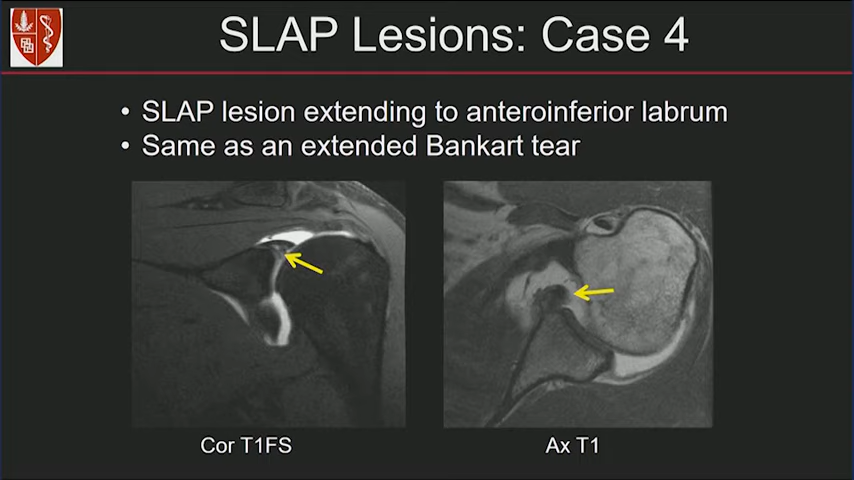 SLAP Lesions: Case 4
• SLAP lesion extending to anteroinferior labrum
• Same as an extended Bankart tear
Cor T1FS
Ax T1